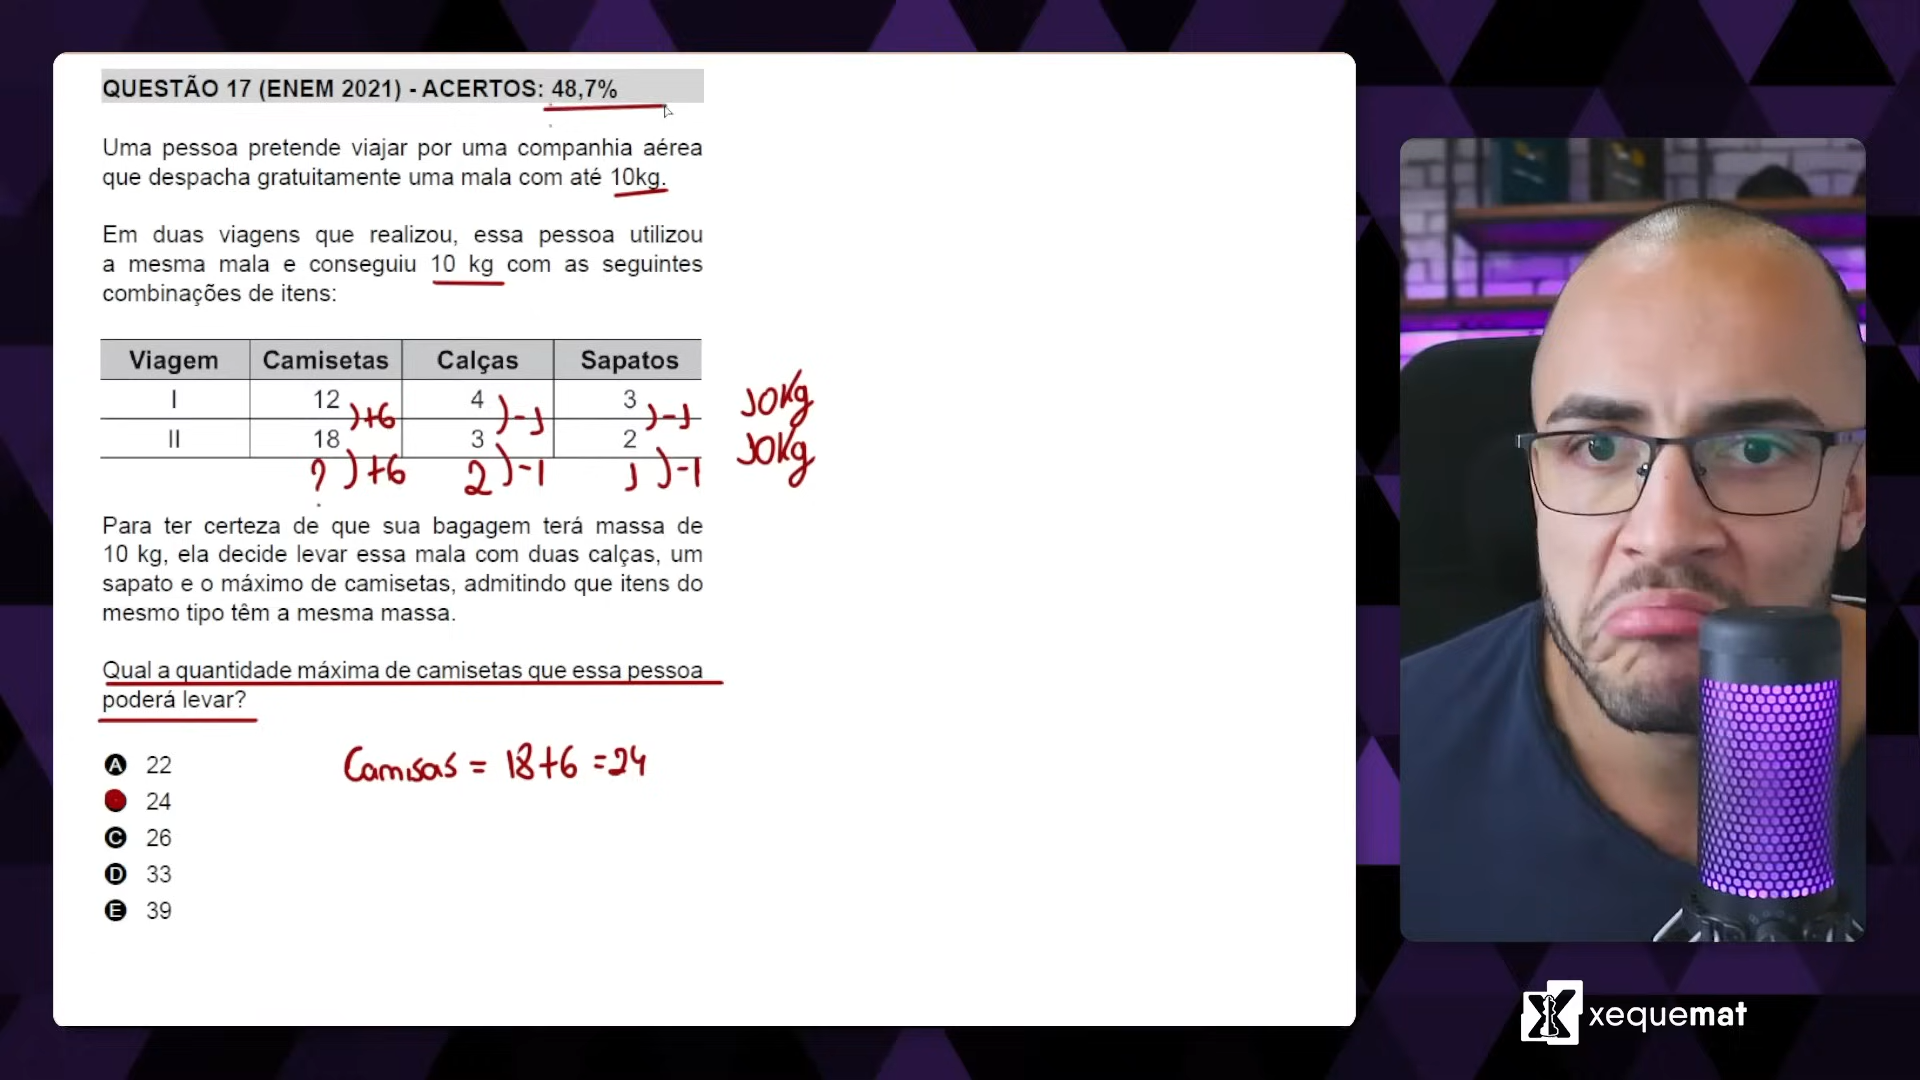 QUESTÃO 17 (ENEM 2021) - ACERTOS: 48,7%
Uma pessoa pretende viajar por uma companhia aérea
que despacha gratuitamente uma mala com até 10kg.
Em duas viagens que realizou, essa pessoa utilizou
a mesma mala e conseguiu 10 kg com as seguintes
combinações de itens:
Viagem Camisetas Calças Sapatos
I 12 4 3 10kg
)+6 )-1 )-1
II 18 3 2 10kg
? )+6 2 )-1 1 )-1
Para ter certeza de que sua bagagem terá massa de
10 kg, ela decide levar essa mala com duas calças, um
sapato e o máximo de camisetas, admitindo que itens do
mesmo tipo têm a mesma massa.
Qual a quantidade máxima de camisetas que essa pessoa
poderá levar?
A 22
24
C 26
D 33
E 39
Camisas = 18+6 = 24
xequemat